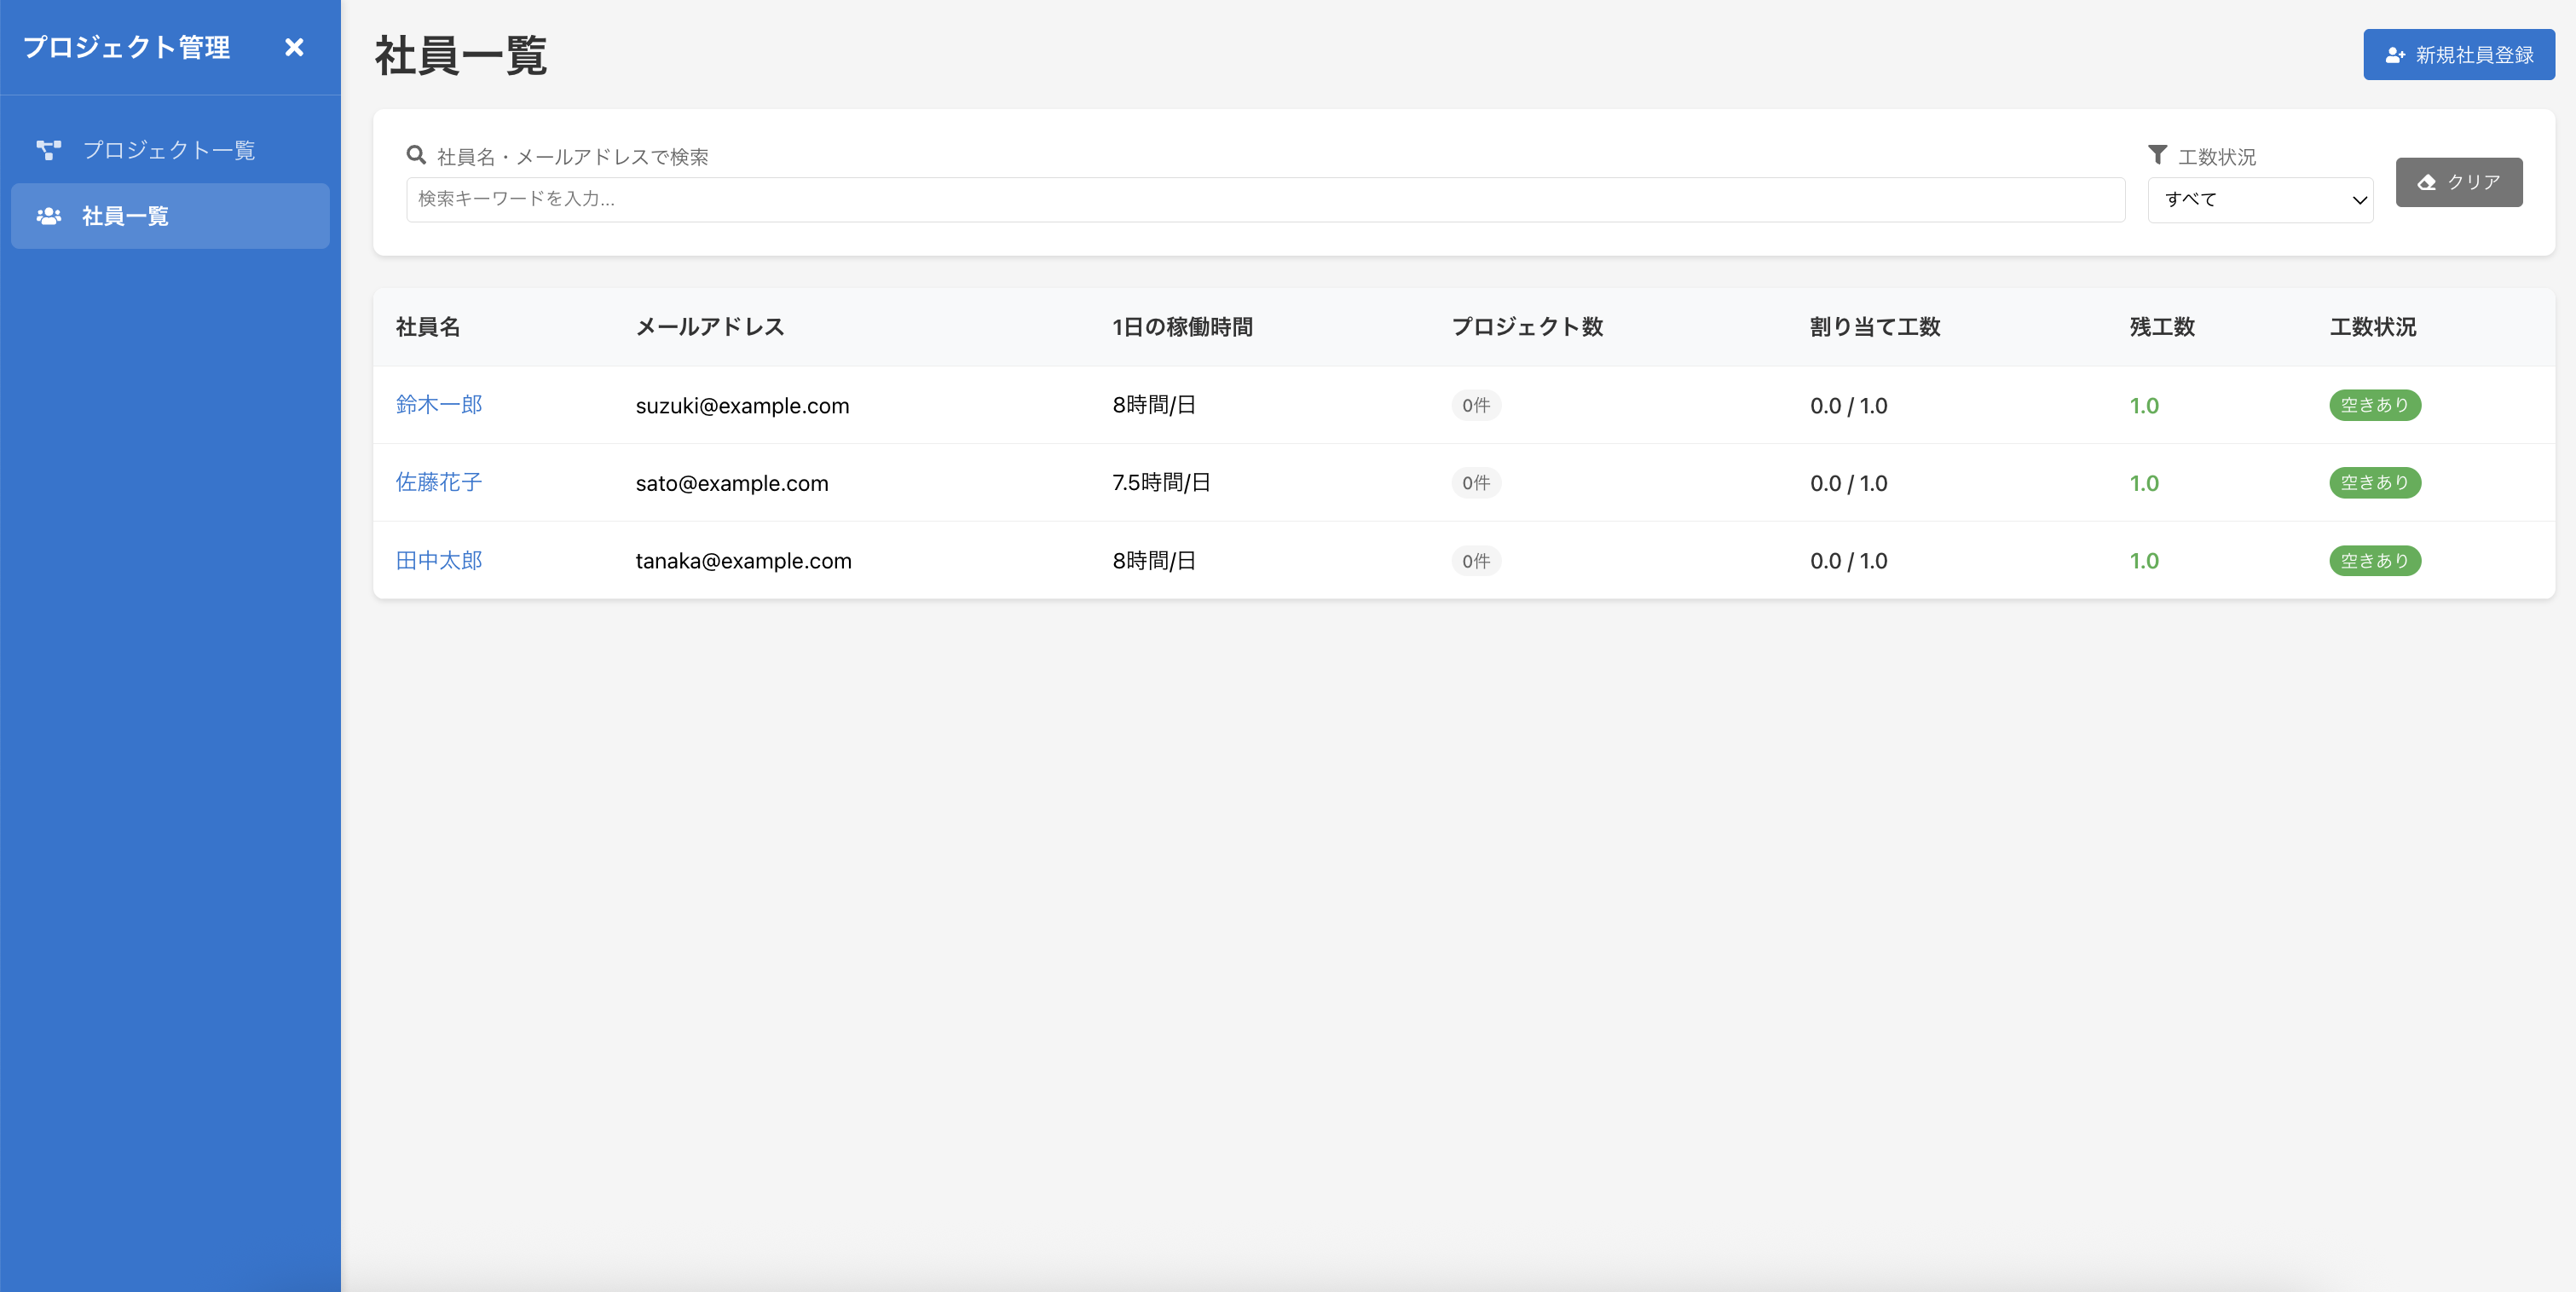 プロジェクト管理
プロジェクト一覧
社員一覧
社員一覧
新規社員登録
社員名・メールアドレスで検索
検索キーワードを入力...
工数状況
すべて
クリア
社員名 メールアドレス 1日の稼働時間 プロジェクト数 割り当て工数 残工数 工数状況
鈴木一郎 suzuki@example.com 8時間/日 0件 0.0 / 1.0 1.0 空きあり
佐藤花子 sato@example.com 7.5時間/日 0件 0.0 / 1.0 1.0 空きあり
田中太郎 tanaka@example.com 8時間/日 0件 0.0 / 1.0 1.0 空きあり